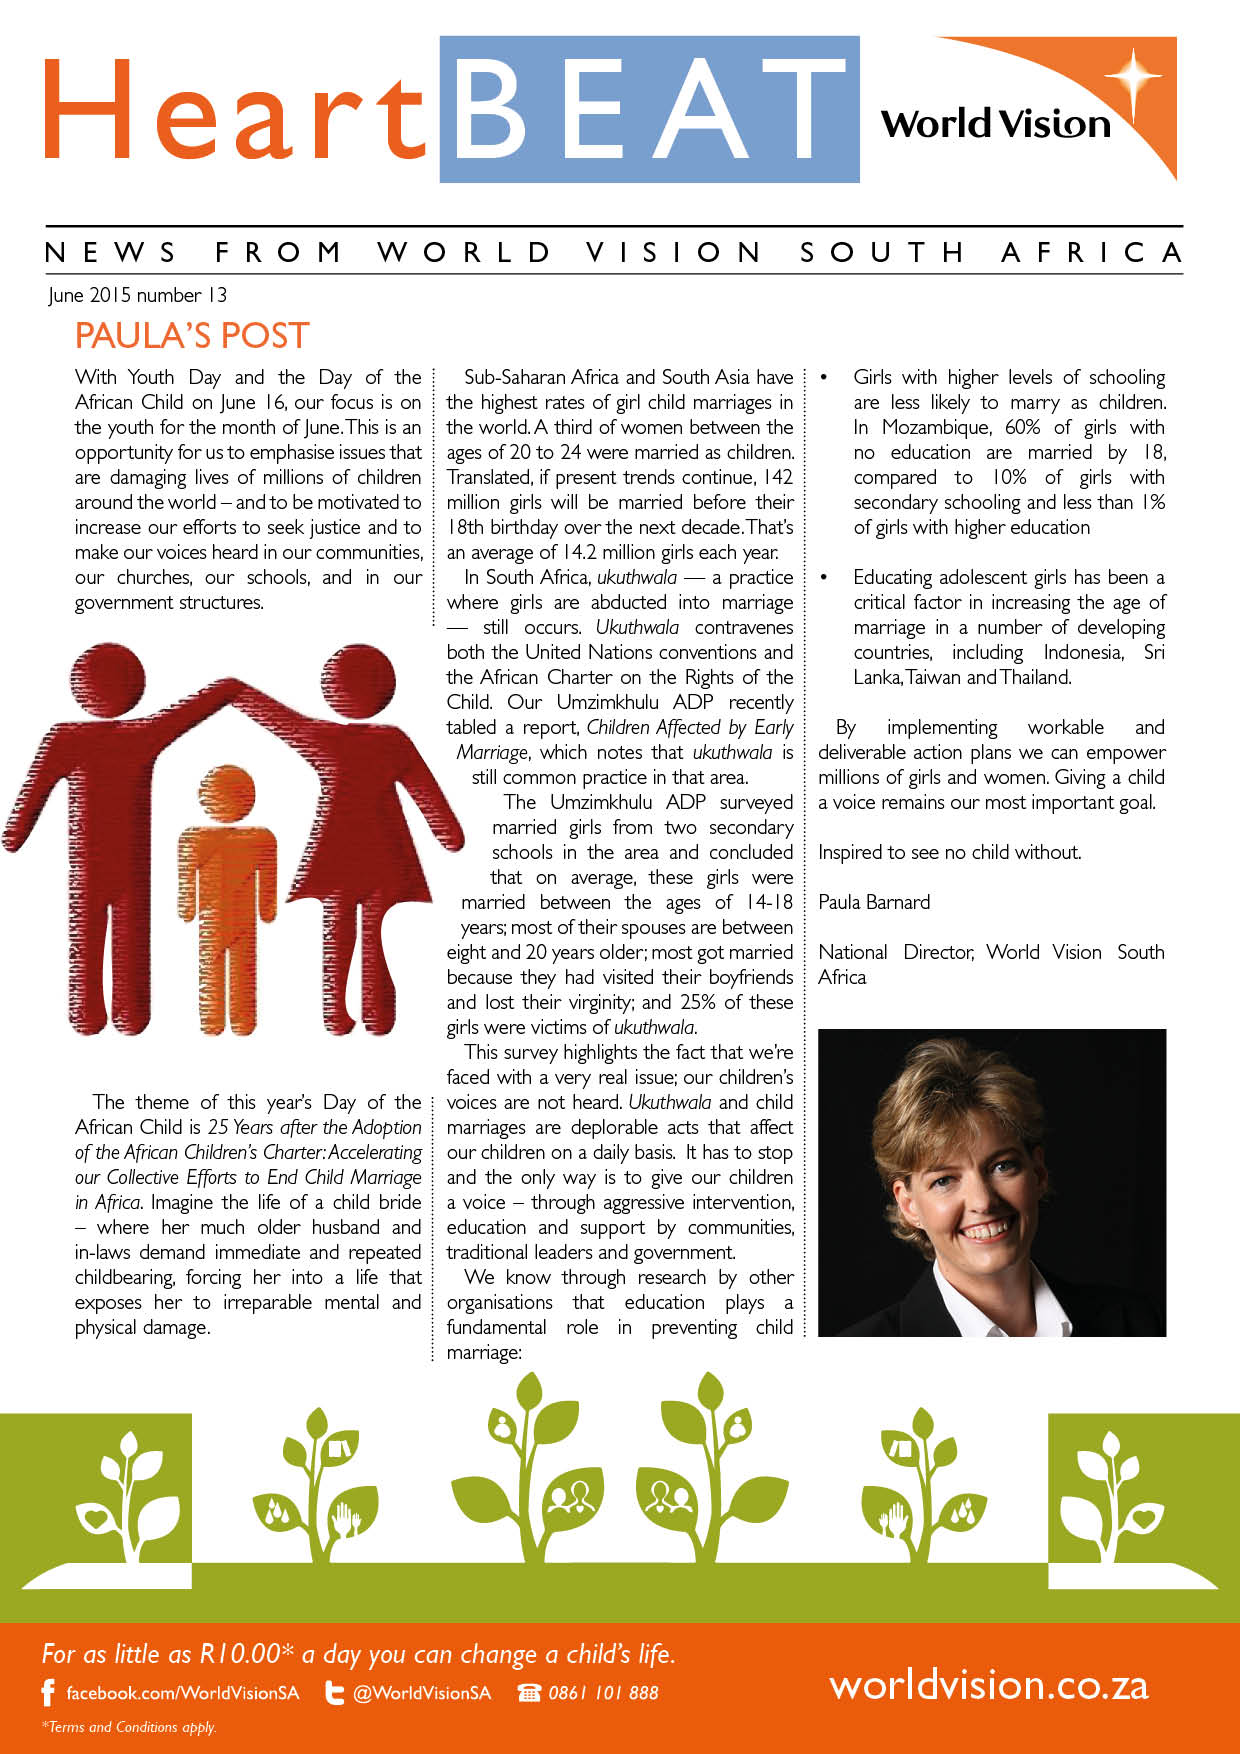 HeartBEAT
World Vision
NEWS FROM WORLD VISION SOUTH AFRICA
June 2015 number 13
PAULA'S POST
With Youth Day and the Day of the
African Child on June 16, our focus is on
the youth for the month of June. This is an
opportunity for us to emphasise issues that
are damaging lives of millions of children
around the world – and to be motivated to
increase our efforts to seek justice and to
make our voices heard in our communities,
our churches, our schools, and in our
government structures.
The theme of this year's Day of the
African Child is 25 Years after the Adoption
of the African Children's Charter: Accelerating
our Collective Efforts to End Child Marriage
in Africa. Imagine the life of a child bride
– where her much older husband and
in-laws demand immediate and repeated
childbearing, forcing her into a life that
exposes her to irreparable mental and
physical damage.
Sub-Saharan Africa and South Asia have
the highest rates of girl child marriages in
the world. A third of women between the
ages of 20 to 24 were married as children.
Translated, if present trends continue, 142
million girls will be married before their
18th birthday over the next decade. That's
an average of 14.2 million girls each year.
In South Africa, ukuthwala — a practice
where girls are abducted into marriage
— still occurs. Ukuthwala contravenes
both the United Nations conventions and
the African Charter on the Rights of the
Child. Our Umzimkhulu ADP recently
tabled a report, Children Affected by Early
Marriage, which notes that ukuthwala is
still common practice in that area.
The Umzimkhulu ADP surveyed
married girls from two secondary
schools in the area and concluded
that on average, these girls were
married between the ages of 14-18
years; most of their spouses are between
eight and 20 years older; most got married
because they had visited their boyfriends
and lost their virginity; and 25% of these
girls were victims of ukuthwala.
This survey highlights the fact that we're
faced with a very real issue; our children's
voices are not heard. Ukuthwala and child
marriages are deplorable acts that affect
our children on a daily basis. It has to stop
and the only way is to give our children
a voice – through aggressive intervention,
education and support by communities,
traditional leaders and government.
We know through research by other
organisations that education plays a
fundamental role in preventing child
marriage:
• Girls with higher levels of schooling
are less likely to marry as children.
In Mozambique, 60% of girls with
no education are married by 18,
compared to 10% of girls with
secondary schooling and less than 1%
of girls with higher education
• Educating adolescent girls has been a
critical factor in increasing the age of
marriage in a number of developing
countries, including Indonesia, Sri
Lanka, Taiwan and Thailand.
By implementing workable and
deliverable action plans we can empower
millions of girls and women. Giving a child
a voice remains our most important goal.
Inspired to see no child without.
Paula Barnard
National Director, World Vision South
Africa
For as little as R10.00* a day you can change a child's life.
facebook.com/WorldVisionSA @WorldVisionSA 0861 101 888
*Terms and Conditions apply.
worldvision.co.za